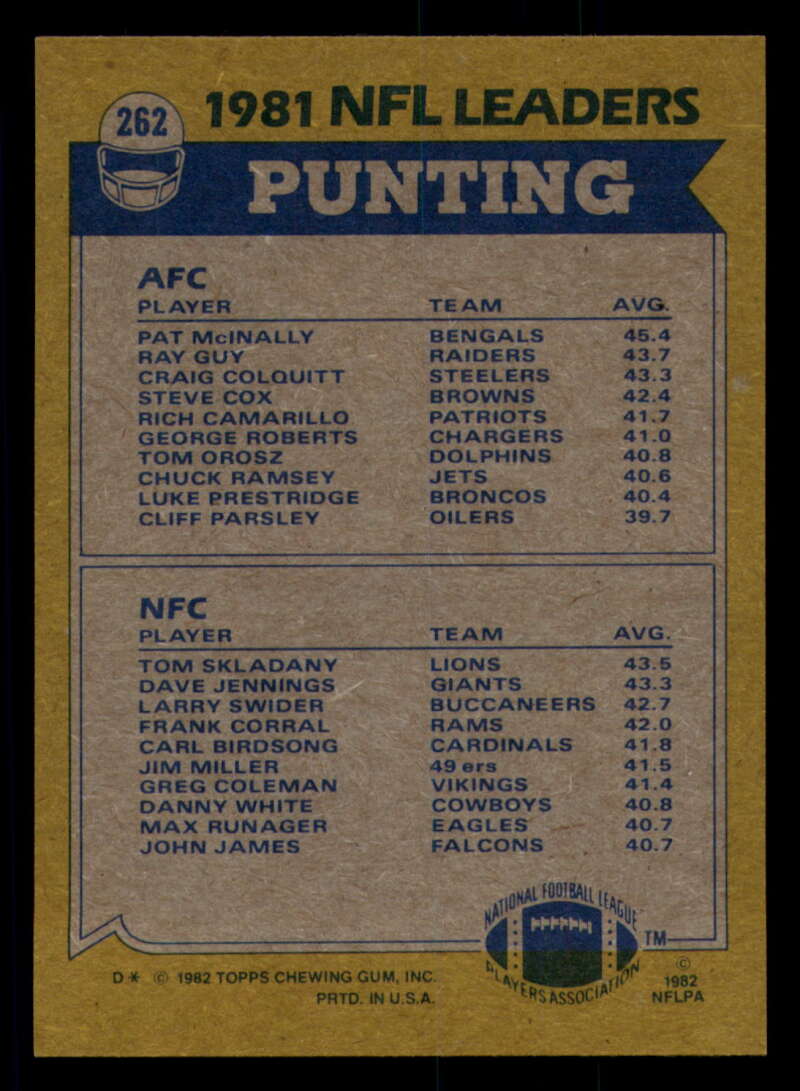 262
1981 NFL LEADERS
PUNTING
AFC
PLAYER TEAM AVG.
PAT McINALLY BENGALS 45.4
RAY GUY RAIDERS 43.7
CRAIG COLQUITT STEELERS 43.3
STEVE COX BROWNS 42.4
RICH CAMARILLO PATRIOTS 41.7
GEORGE ROBERTS CHARGERS 41.0
TOM OROSZ DOLPHINS 40.8
CHUCK RAMSEY JETS 40.6
LUKE PRESTRIDGE BRONCOS 40.4
CLIFF PARSLEY OILERS 39.7
NFC
PLAYER TEAM AVG.
TOM SKLADANY LIONS 43.5
DAVE JENNINGS GIANTS 43.3
LARRY SWIDER BUCCANEERS 42.7
FRANK CORRAL RAMS 42.0
CARL BIRDSONG CARDINALS 41.8
JIM MILLER 49ers 41.5
GREG COLEMAN VIKINGS 41.4
DANNY WHITE COWBOYS 40.8
MAX RUNAGER EAGLES 40.7
JOHN JAMES FALCONS 40.7
NATIONAL FOOTBALL LEAGUE
PLAYERS ASSOCIATION
TM
D* © 1982 TOPPS CHEWING GUM, INC.
PRTD. IN U.S.A.
©
1982
NFLPA